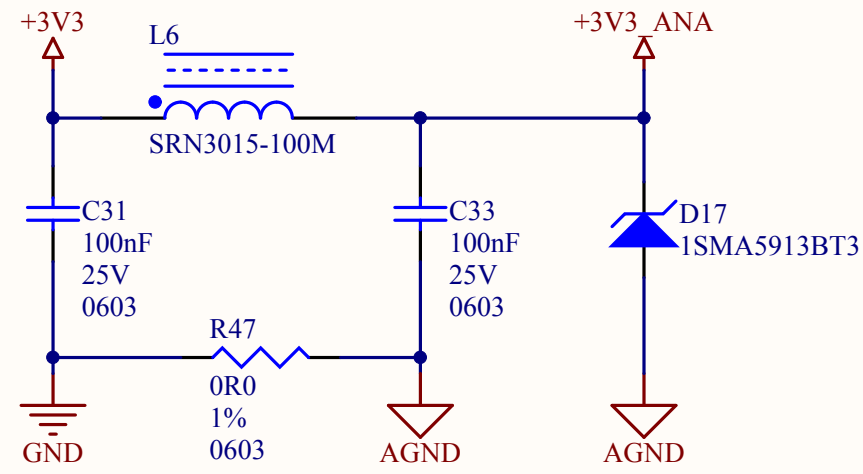 +3V3
+3V3_ANA
L6
SRN3015-100M
C31
100nF
25V
0603
C33
100nF
25V
0603
D17
1SMA5913BT3
R47
0R0
1%
0603
GND
AGND
AGND